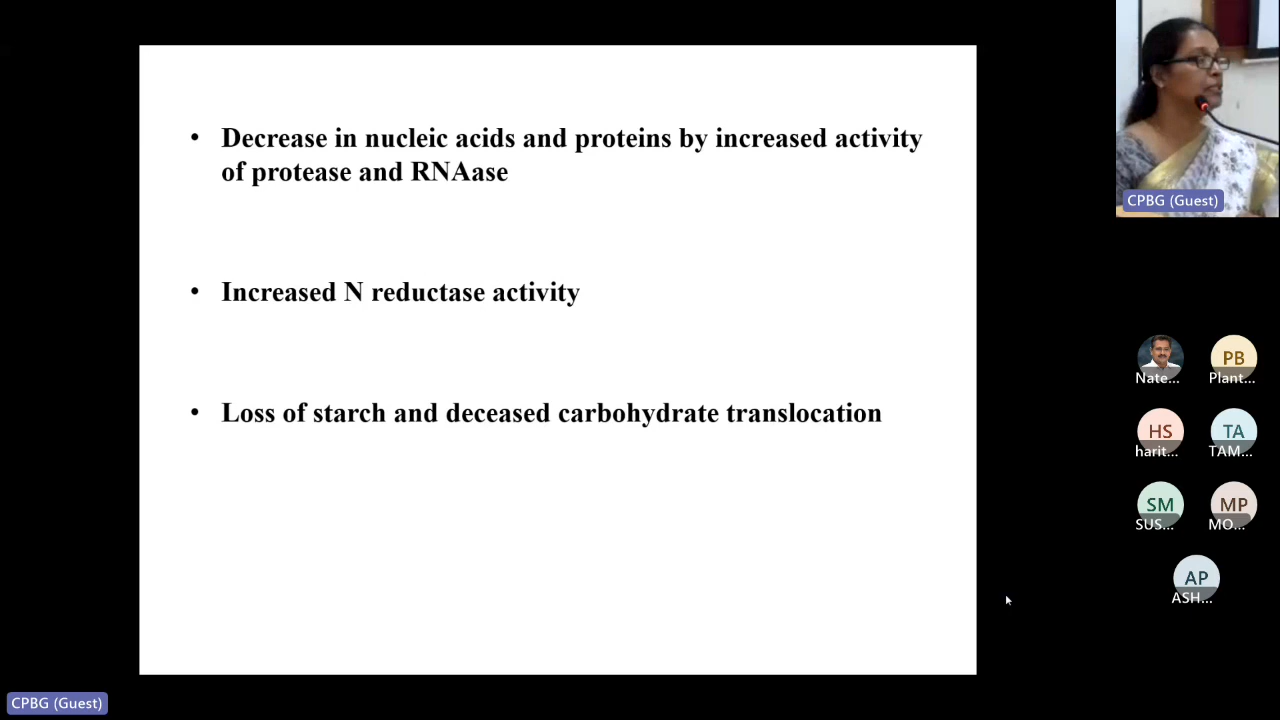 • Decrease in nucleic acids and proteins by increased activity
of protease and RNAase
• Increased N reductase activity
• Loss of starch and deceased carbohydrate translocation
CPBG (Guest)
Nate...
PB
Plant...
HS
harit...
TA
TAM...
SM
SUS...
MP
MO...
AP
ASH...
CPBG (Guest)